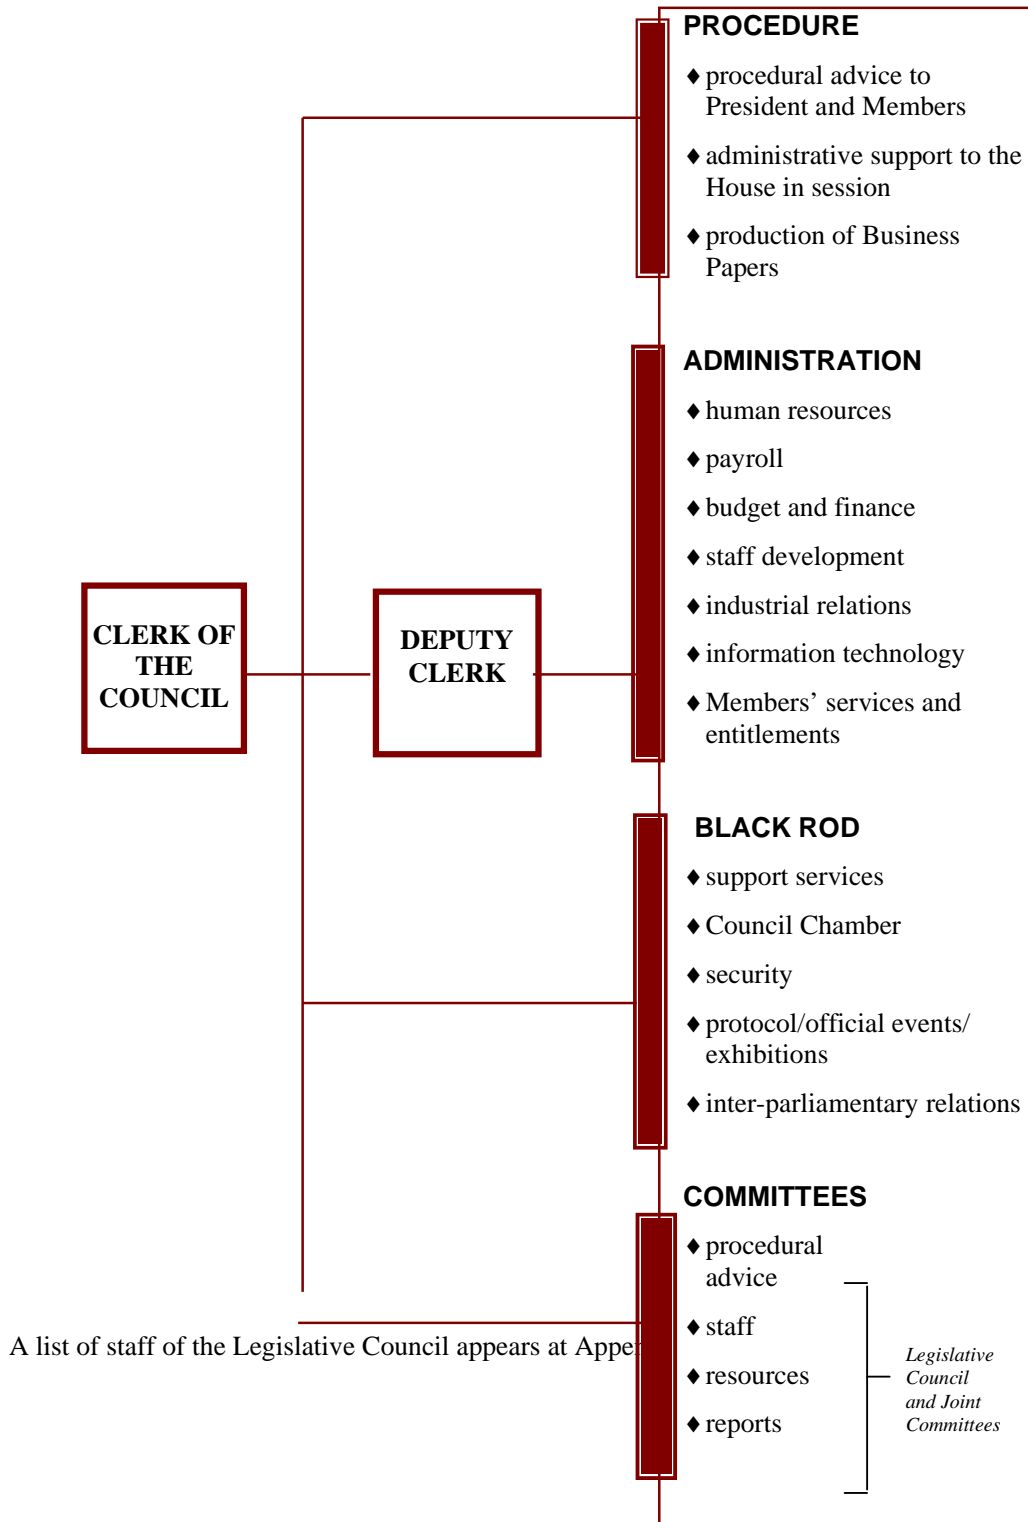 PROCEDURE
♦ procedural advice to
President and Members
♦ administrative support to the
House in session
♦ production of Business
Papers
ADMINISTRATION
♦ human resources
♦ payroll
♦ budget and finance
♦ staff development
♦ industrial relations
♦ information technology
♦ Members’ services and
entitlements
CLERK OF
THE
COUNCIL
DEPUTY
CLERK
BLACK ROD
♦ support services
♦ Council Chamber
♦ security
♦ protocol/official events/
exhibitions
♦ inter-parliamentary relations
COMMITTEES
♦ procedural
advice
♦ staff
♦ resources
♦ reports
Legislative
Council
and Joint
Committees
A list of staff of the Legislative Council appears at